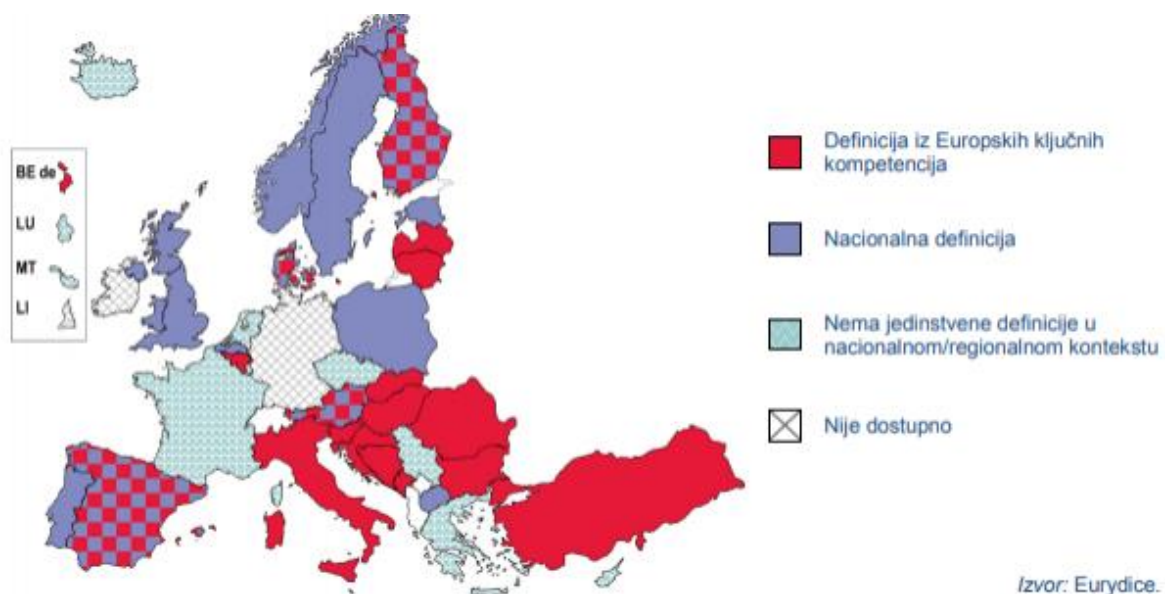 BE de
LU
MT
LI
Definicija iz Europskih ključnih
kompetencija
Nacionalna definicija
Nema jedinstvene definicije u
nacionalnom/regionalnom kontekstu
Nije dostupno
Izvor: Eurydice.